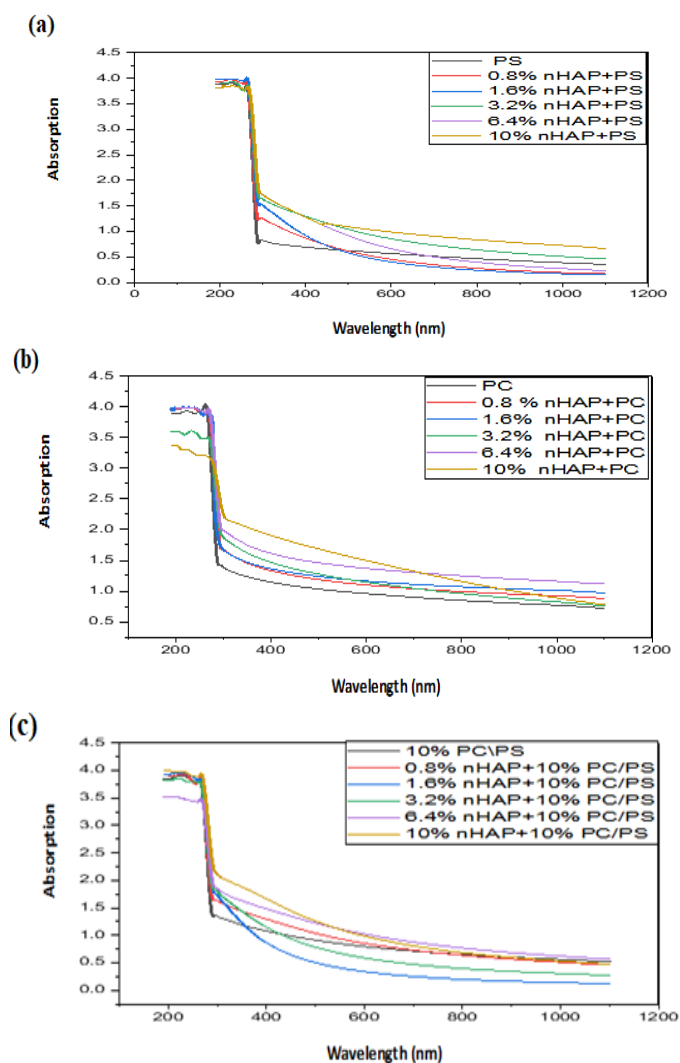 (a)
4.5
4.0
3.5
3.0
2.5
2.0
1.5
1.0
0.5
0.0
Absorption
PS
0.8% nHAP+PS
1.6% nHAP+PS
3.2% nHAP+PS
6.4% nHAP+PS
10% nHAP+PS
0 200 400 600 800 1000 1200
Wavelength (nm)
(b)
4.5
4.0
3.5
3.0
2.5
2.0
1.5
1.0
0.5
Absorption
PC
0.8 % nHAP+PC
1.6% nHAP+PC
3.2% nHAP+PC
6.4% nHAP+PC
10% nHAP+PC
200 400 600 800 1000 1200
Wavelength (nm)
(c)
4.5
4.0
3.5
3.0
2.5
2.0
1.5
1.0
0.5
0.0
Absorption
10% PC\PS
0.8% nHAP+10% PC/PS
1.6% nHAP+10% PC/PS
3.2% nHAP+10% PC/PS
6.4% nHAP+10% PC/PS
10% nHAP+10% PC/PS
200 400 600 800 1000 1200
Wavelength (nm)